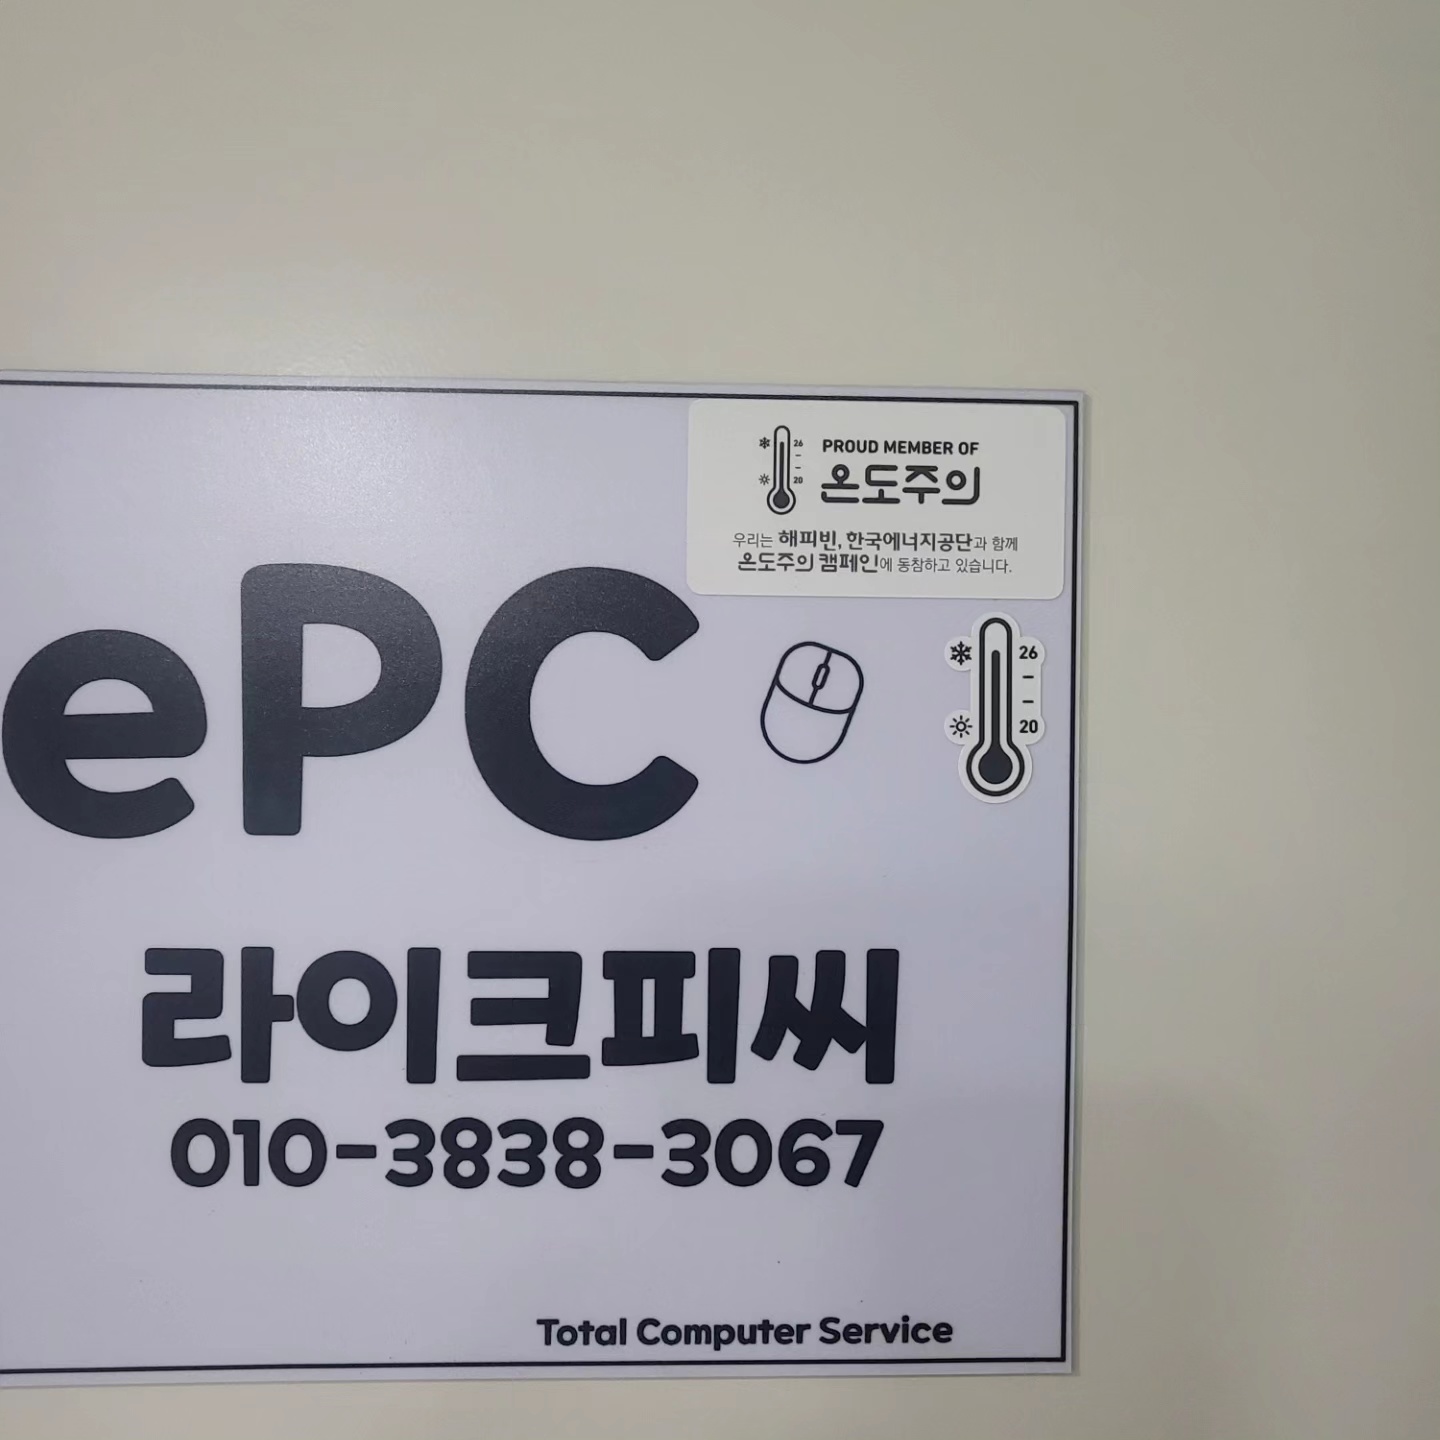 PROUD MEMBER OF
온도주의
26
20
우리는 해피빈, 한국에너지공단과 함께
온도주의 캠페인에 동참하고 있습니다.
ePC
26
20
라이크피씨
010-3838-3067
Total Computer Service